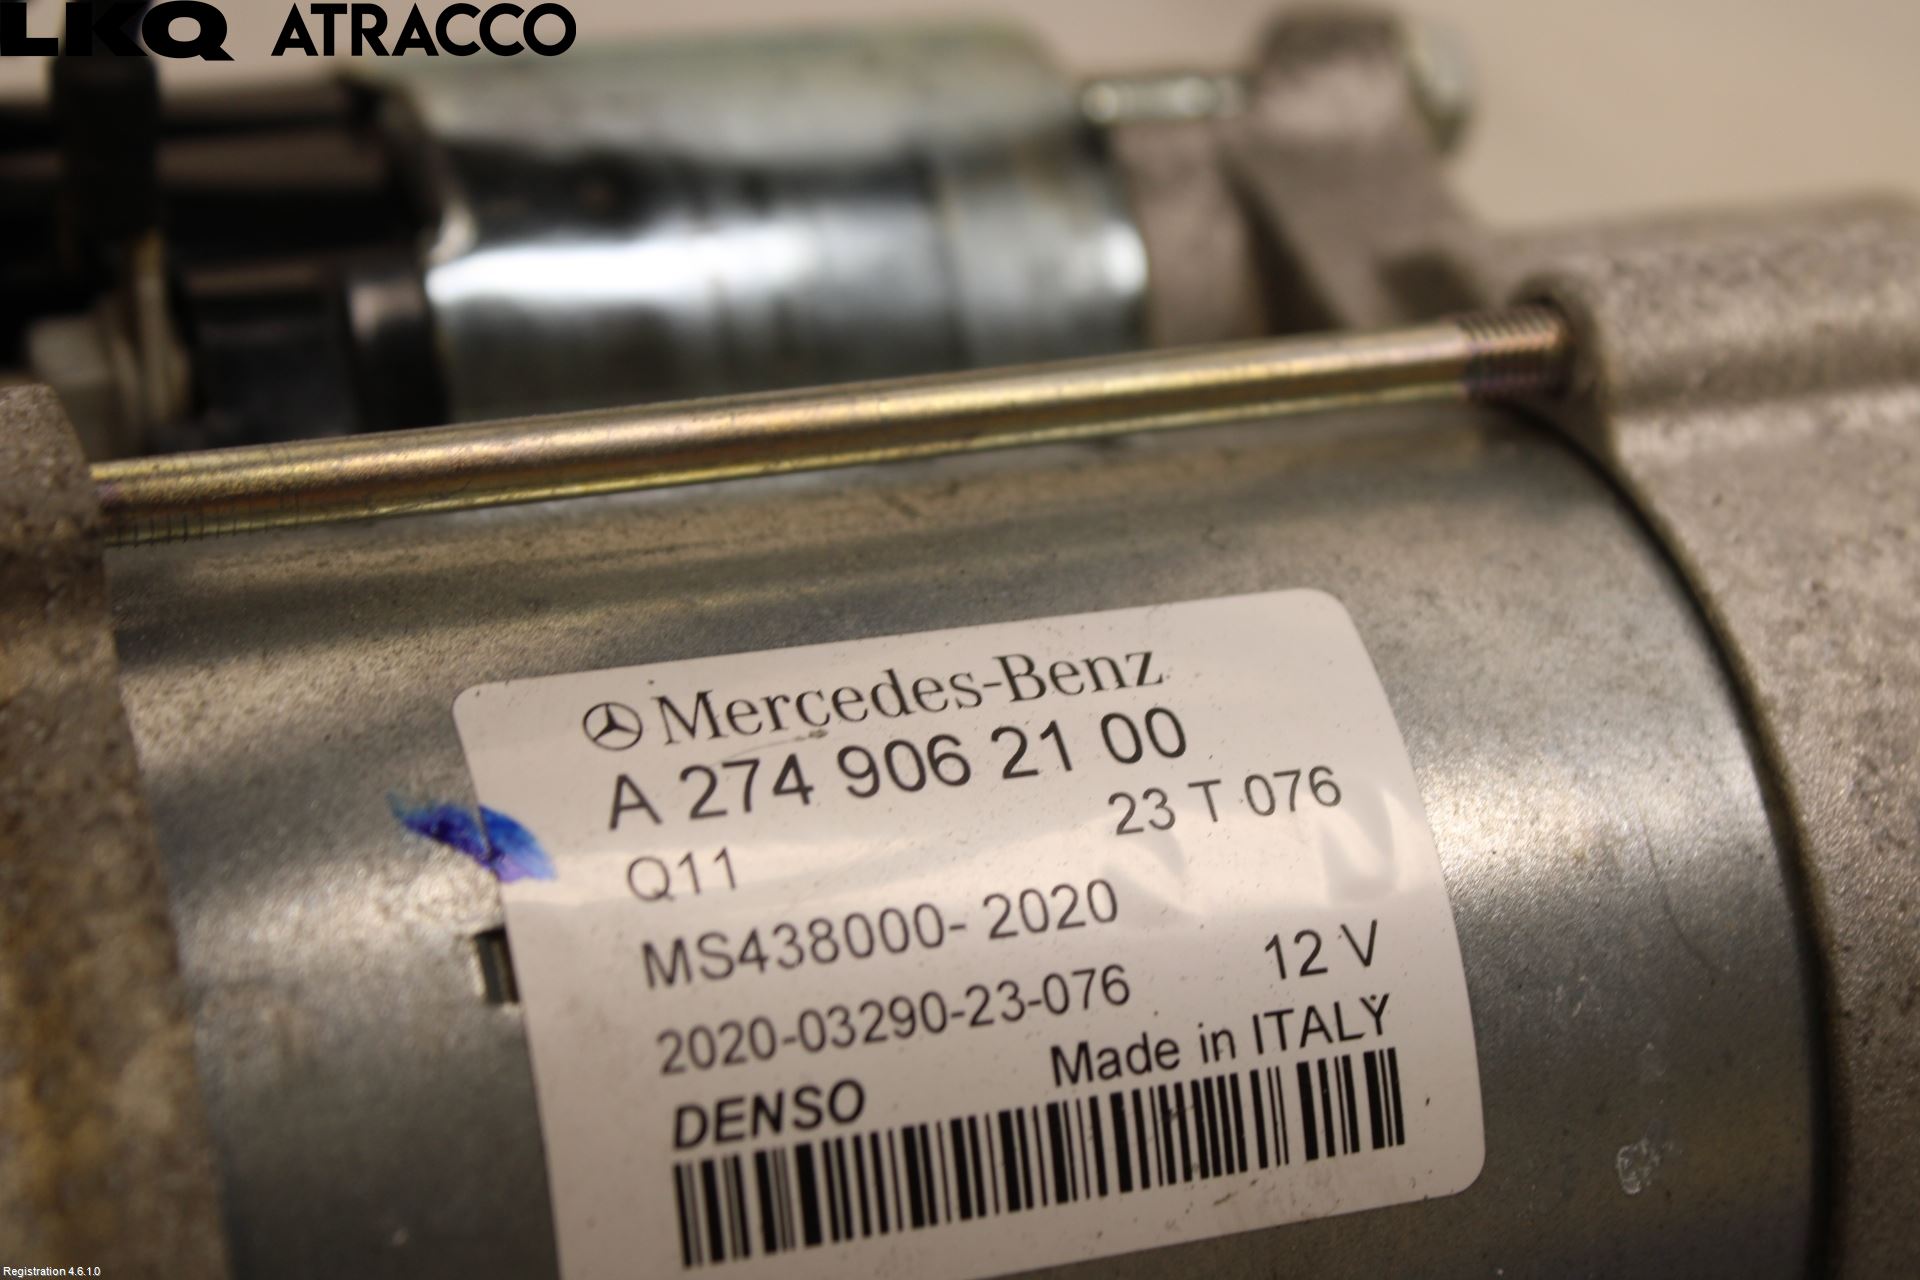 LKQ ATRACCO
Mercedes-Benz
A 274 906 21 00
23 T 076
Q11
MS438000- 2020
12 V
2020-03290-23-076
Made in ITALY
DENSO
Registration 4.6.1.0